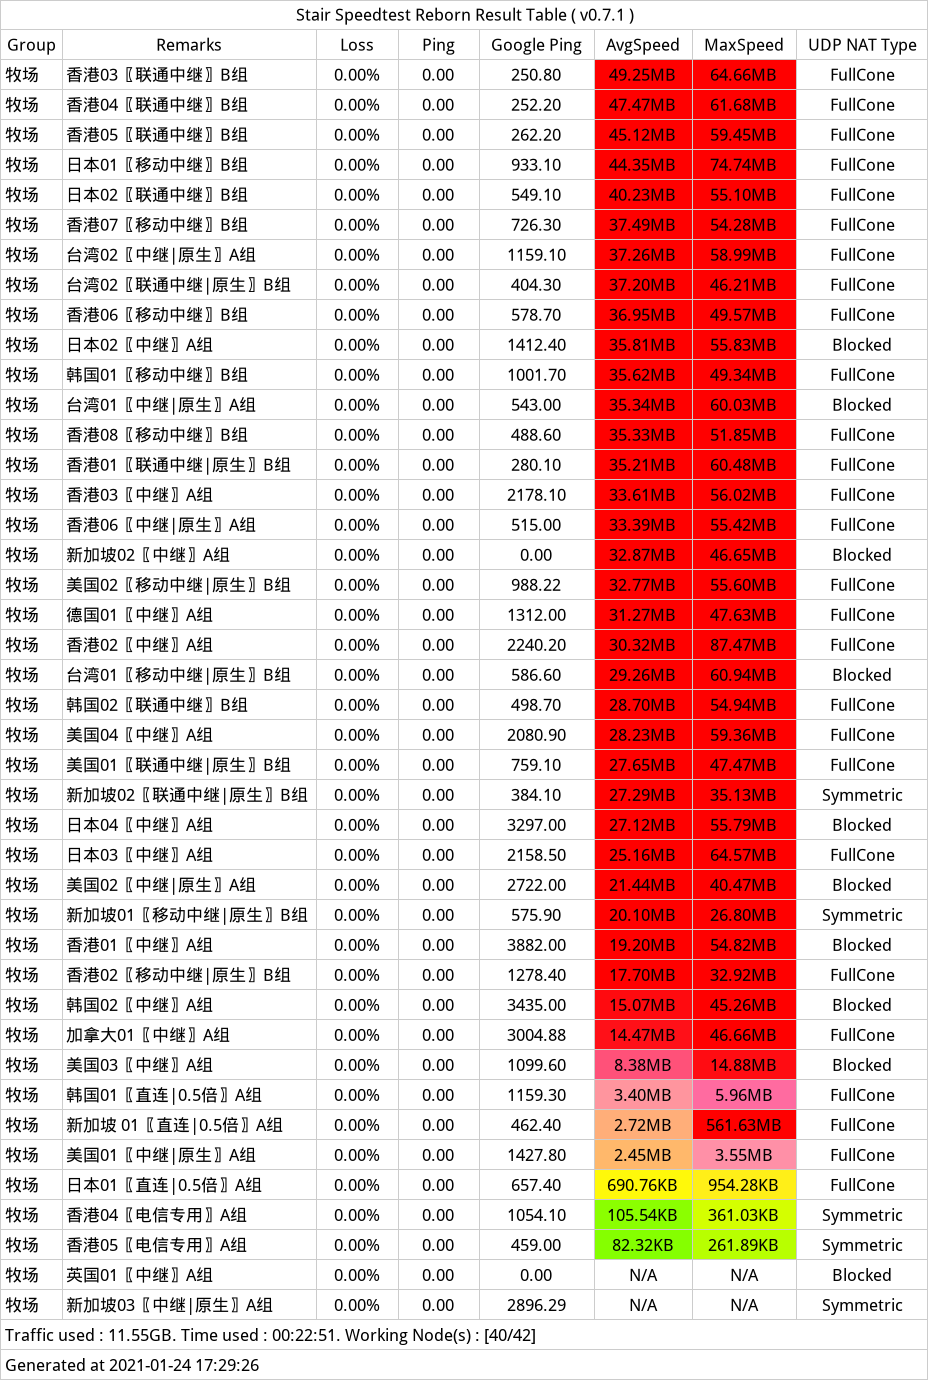 Stair Speedtest Reborn Result Table ( v0.7.1 )
Group Remarks Loss Ping Google Ping AvgSpeed MaxSpeed UDP NAT Type
牧场 香港03〖联通中继〗B组 0.00% 0.00 250.80 49.25MB 64.66MB FullCone
牧场 香港04〖联通中继〗B组 0.00% 0.00 252.20 47.47MB 61.68MB FullCone
牧场 香港05〖联通中继〗B组 0.00% 0.00 262.20 45.12MB 59.45MB FullCone
牧场 日本01〖移动中继〗B组 0.00% 0.00 933.10 44.35MB 74.74MB FullCone
牧场 日本02〖联通中继〗B组 0.00% 0.00 549.10 40.23MB 55.10MB FullCone
牧场 香港07〖移动中继〗B组 0.00% 0.00 726.30 37.49MB 54.28MB FullCone
牧场 台湾02〖中继|原生〗A组 0.00% 0.00 1159.10 37.26MB 58.99MB FullCone
牧场 台湾02〖联通中继|原生〗B组 0.00% 0.00 404.30 37.20MB 46.21MB FullCone
牧场 香港06〖移动中继〗B组 0.00% 0.00 578.70 36.95MB 49.57MB FullCone
牧场 日本02〖中继〗A组 0.00% 0.00 1412.40 35.81MB 55.83MB Blocked
牧场 韩国01〖移动中继〗B组 0.00% 0.00 1001.70 35.62MB 49.34MB FullCone
牧场 台湾01〖中继|原生〗A组 0.00% 0.00 543.00 35.34MB 60.03MB Blocked
牧场 香港08〖移动中继〗B组 0.00% 0.00 488.60 35.33MB 51.85MB FullCone
牧场 香港01〖联通中继|原生〗B组 0.00% 0.00 280.10 35.21MB 60.48MB FullCone
牧场 香港03〖中继〗A组 0.00% 0.00 2178.10 33.61MB 56.02MB FullCone
牧场 香港06〖中继|原生〗A组 0.00% 0.00 515.00 33.39MB 55.42MB FullCone
牧场 新加坡02〖中继〗A组 0.00% 0.00 0.00 32.87MB 46.65MB Blocked
牧场 美国02〖移动中继|原生〗B组 0.00% 0.00 988.22 32.77MB 55.60MB FullCone
牧场 德国01〖中继〗A组 0.00% 0.00 1312.00 31.27MB 47.63MB FullCone
牧场 香港02〖中继〗A组 0.00% 0.00 2240.20 30.32MB 87.47MB FullCone
牧场 台湾01〖移动中继|原生〗B组 0.00% 0.00 586.60 29.26MB 60.94MB Blocked
牧场 韩国02〖联通中继〗B组 0.00% 0.00 498.70 28.70MB 54.94MB FullCone
牧场 美国04〖中继〗A组 0.00% 0.00 2080.90 28.23MB 59.36MB FullCone
牧场 美国01〖联通中继|原生〗B组 0.00% 0.00 759.10 27.65MB 47.47MB FullCone
牧场 新加坡02〖联通中继|原生〗B组 0.00% 0.00 384.10 27.29MB 35.13MB Symmetric
牧场 日本04〖中继〗A组 0.00% 0.00 3297.00 27.12MB 55.79MB Blocked
牧场 日本03〖中继〗A组 0.00% 0.00 2158.50 25.16MB 64.57MB FullCone
牧场 美国02〖中继|原生〗A组 0.00% 0.00 2722.00 21.44MB 40.47MB Blocked
牧场 新加坡01〖移动中继|原生〗B组 0.00% 0.00 575.90 20.10MB 26.80MB Symmetric
牧场 香港01〖中继〗A组 0.00% 0.00 3882.00 19.20MB 54.82MB Blocked
牧场 香港02〖移动中继|原生〗B组 0.00% 0.00 1278.40 17.70MB 32.92MB FullCone
牧场 韩国02〖中继〗A组 0.00% 0.00 3435.00 15.07MB 45.26MB Blocked
牧场 加拿大01〖中继〗A组 0.00% 0.00 3004.88 14.47MB 46.66MB FullCone
牧场 美国03〖中继〗A组 0.00% 0.00 1099.60 8.38MB 14.88MB Blocked
牧场 韩国01〖直连|0.5倍〗A组 0.00% 0.00 1159.30 3.40MB 5.96MB FullCone
牧场 新加坡 01〖直连|0.5倍〗A组 0.00% 0.00 462.40 2.72MB 561.63MB FullCone
牧场 美国01〖中继|原生〗A组 0.00% 0.00 1427.80 2.45MB 3.55MB FullCone
牧场 日本01〖直连|0.5倍〗A组 0.00% 0.00 657.40 690.76KB 954.28KB FullCone
牧场 香港04〖电信专用〗A组 0.00% 0.00 1054.10 105.54KB 361.03KB Symmetric
牧场 香港05〖电信专用〗A组 0.00% 0.00 459.00 82.32KB 261.89KB Symmetric
牧场 英国01〖中继〗A组 0.00% 0.00 0.00 N/A N/A Blocked
牧场 新加坡03〖中继|原生〗A组 0.00% 0.00 2896.29 N/A N/A Symmetric
Traffic used : 11.55GB. Time used : 00:22:51. Working Node(s) : [40/42]
Generated at 2021-01-24 17:29:26